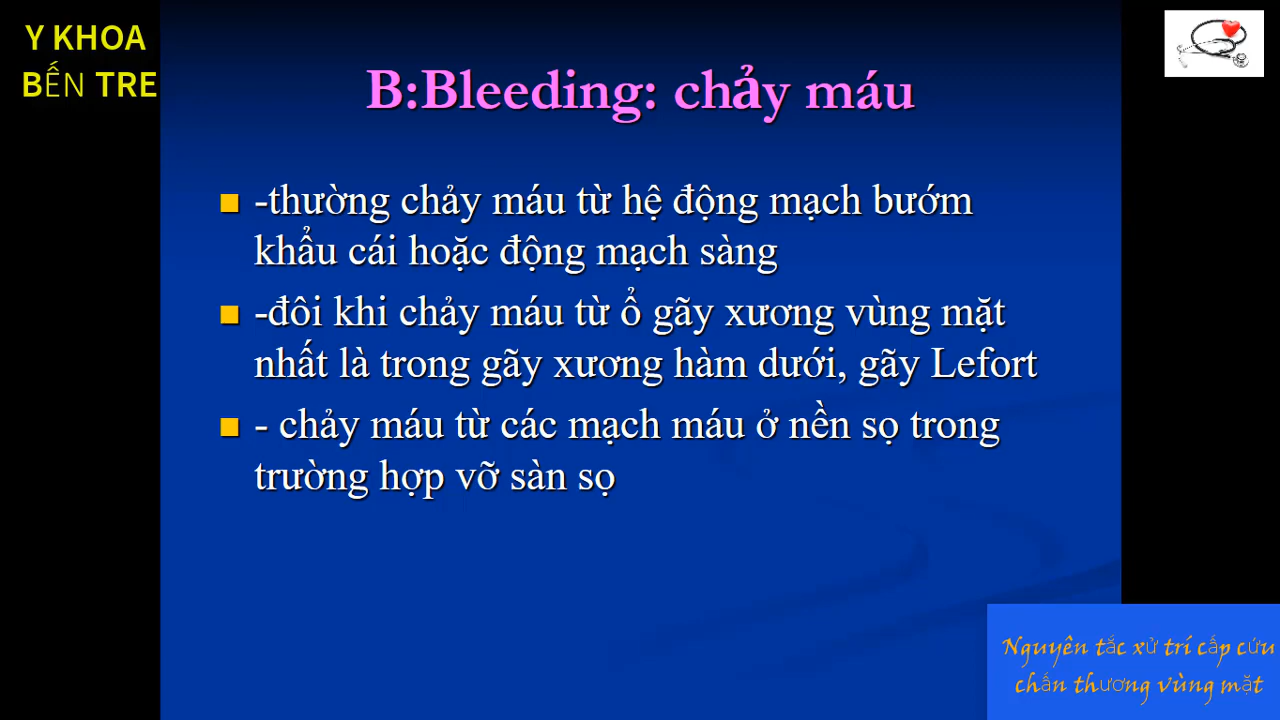 Y KHOA
BẾN TRE
B:Bleeding: chảy máu
-thường chảy máu từ hệ động mạch bướm
khẩu cái hoặc động mạch sàng
-đôi khi chảy máu từ ổ gãy xương vùng mặt
nhất là trong gãy xương hàm dưới, gãy Lefort
- chảy máu từ các mạch máu ở nền sọ trong
trường hợp vỡ sàn sọ
Nguyên tắc xử trí cấp cứu
chấn thương vùng mặt